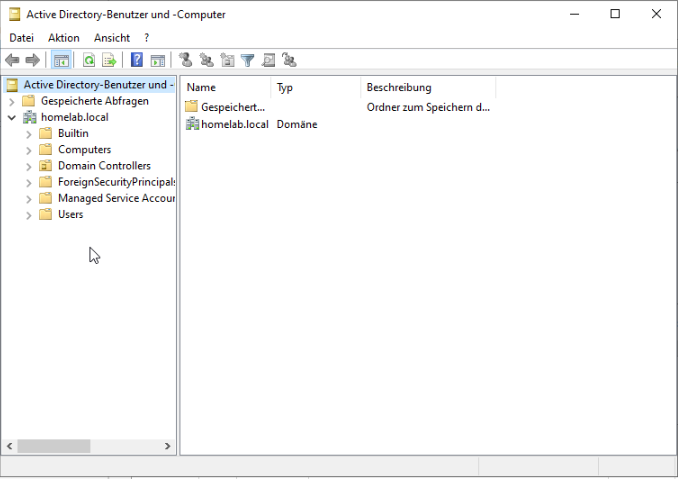 Active Directory-Benutzer und -Computer
Datei Aktion Ansicht ?
Active Directory-Benutzer und -
Gespeicherte Abfragen
homelab.local
Builtin
Computers
Domain Controllers
ForeignSecurityPrincipals
Managed Service Accour
Users
Name Typ Beschreibung
Gespeichert... Ordner zum Speichern d...
homelab.local Domäne